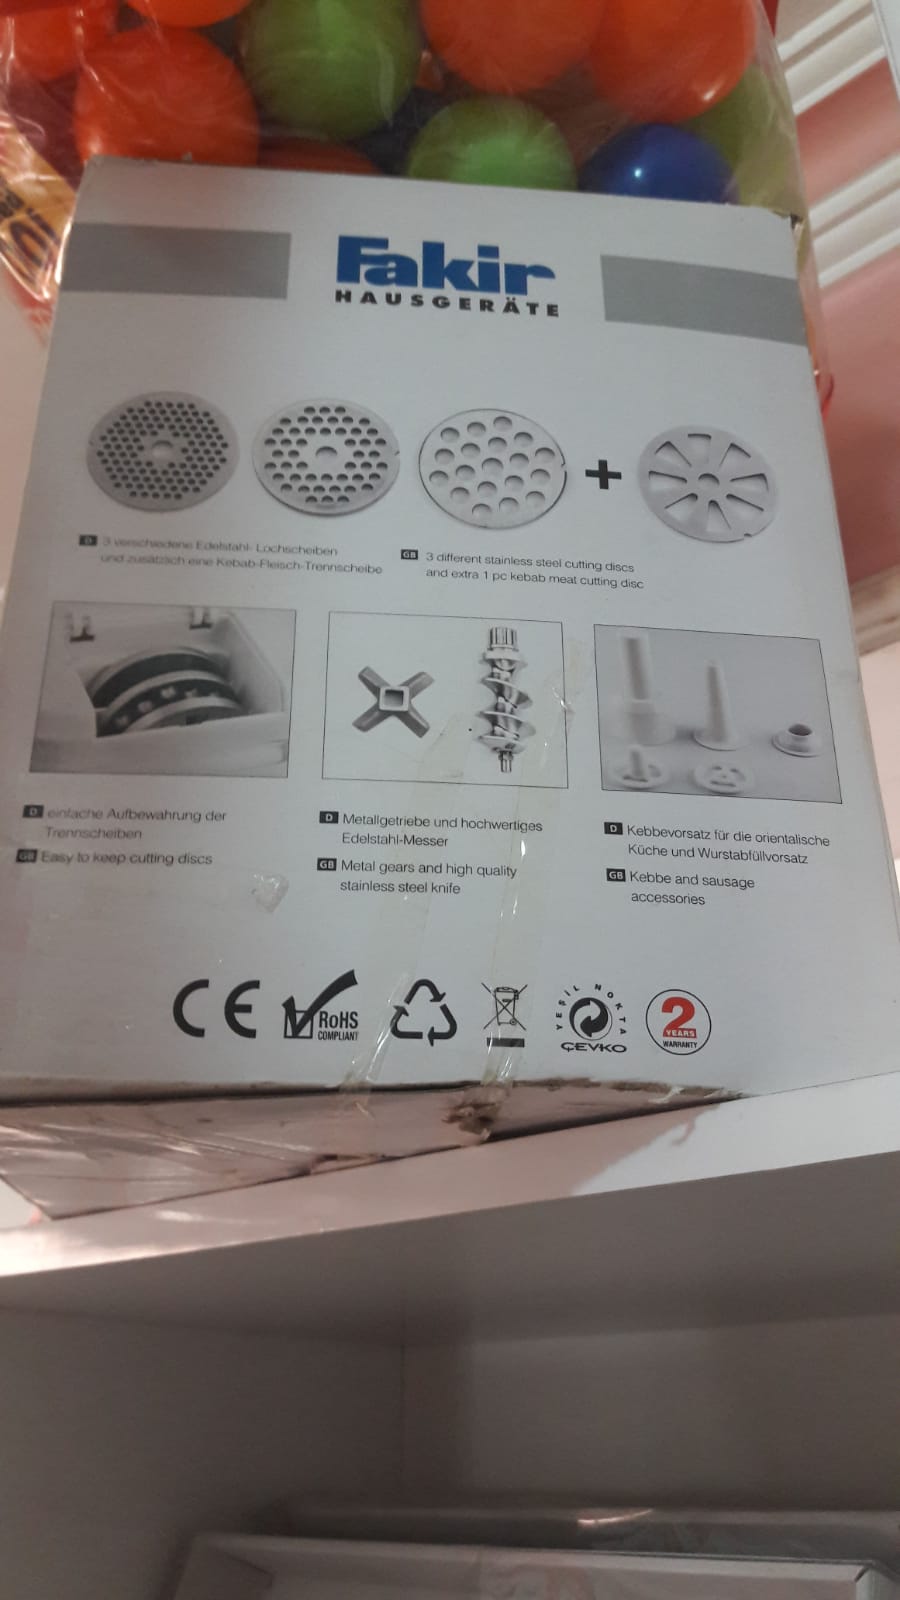 Fakir
HAUSGERÄTE
D 3 verschiedene Edelstahl- Lochscheiben
und zusätzlich eine Kebab-Fleisch-Trennscheibe
GB 3 different stainless steel cutting discs
and extra 1 pc kebab meat cutting disc
D einfache Aufbewahrung der
Trennscheiben
GB Easy to keep cutting discs
D Metallgetriebe und hochwertiges
Edelstahl-Messer
GB Metal gears and high quality
stainless steel knife
D Kebbevorsatz für die orientalische
Küche und Wurstabfüllvorsatz
GB Kebbe and sausage
accessories
CE
RoHS
COMPLIANT
YEŞİL NOKTA
ÇEVKO
2
YEARS
WARRANTY